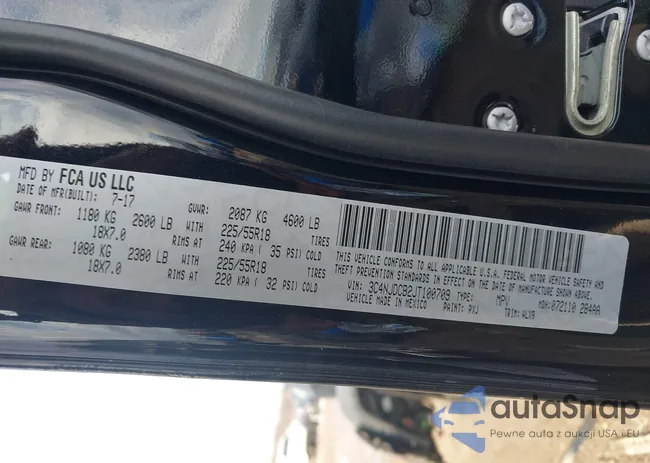 MFD BY FCA US LLC
DATE OF MFR(BUILT): 7-17 GVWR: 2087 KG 4600 LB
GAWR FRONT: 1180 KG 2600 LB WITH 225/55R18 TIRES
18X7.0 RIMS AT 240 KPA ( 35 PSI) COLD
GAWR REAR: 1080 KG 2380 LB WITH 225/55R18 TIRES
18X7.0 RIMS AT 220 KPA ( 32 PSI) COLD
THIS VEHICLE CONFORMS TO ALL APPLICABLE U.S.A. FEDERAL MOTOR VEHICLE SAFETY AND
THEFT PREVENTION STANDARDS IN EFFECT ON THE DATE OF MANUFACTURE SHOWN ABOVE.
VIN: 3C4NJDCB2JT100709 TYPE: MPV MDH:072110 284AA
VEHICLE MADE IN MEXICO PAINT: PXJ TRIM: ALX9
autoSnap
Pewne auta z aukcji USA i EU